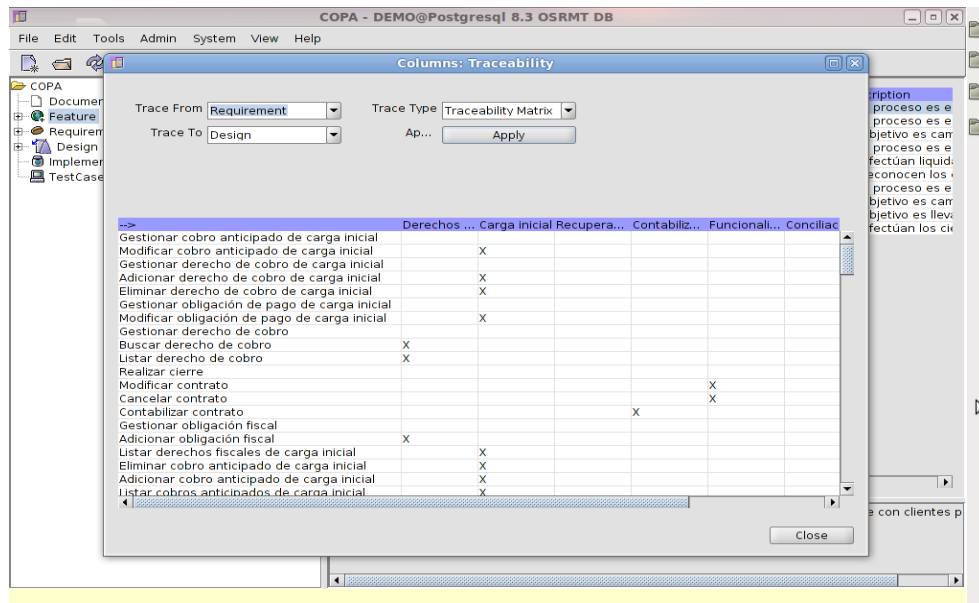 COPA - DEMO@Postgresql 8.3 OSRMT DB
File Edit Tools Admin System View Help
Columns: Traceability
COPA
Documer
Feature
Requirem
Design
Implemer
TestCase
Trace From Requirement Trace Type Traceability Matrix
Trace To Design Ap... Apply
--> Derechos ... Carga inicial Recupera... Contabiliz... Funcionali... Conciliac
Gestionar cobro anticipado de carga inicial
Modificar cobro anticipado de carga inicial X
Gestionar derecho de cobro de carga inicial
Adicionar derecho de cobro de carga inicial X
Eliminar derecho de cobro de carga inicial X
Gestionar obligación de pago de carga inicial
Modificar obligación de pago de carga inicial X
Gestionar derecho de cobro
Buscar derecho de cobro X
Listar derecho de cobro X
Realizar cierre
Modificar contrato X
Cancelar contrato X
Contabilizar contrato X
Gestionar obligación fiscal
Adicionar obligación fiscal X
Listar derechos fiscales de carga inicial X
Eliminar cobro anticipado de carga inicial X
Adicionar cobro anticipado de carga inicial X
Listar cobros anticipados de carga inicial X
Close
cription
proceso es e
proceso es e
bjetivo es cam
proceso es e
fectúan liquida
econocen los
proceso es e
bjetivo es cam
bjetivo es lleva
fectúan los cie
e con clientes p